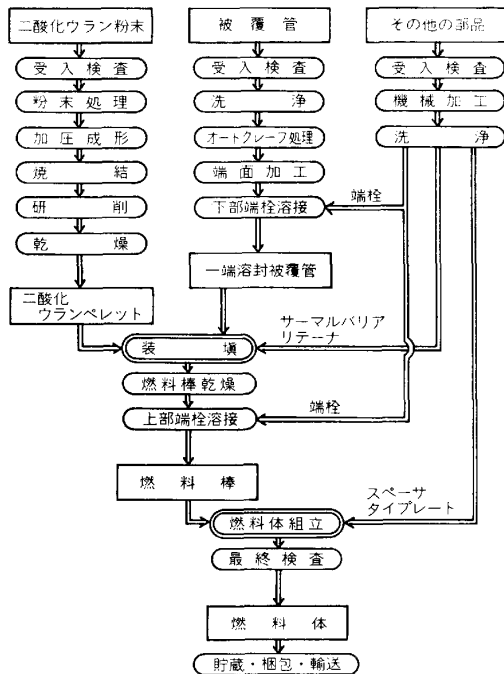 二酸化ウラン粉末
被覆管
その他の部品
受入検査
受入検査
受入検査
粉末処理
洗浄
機械加工
加圧成形
オートクレーブ処理
洗浄
焼結
端面加工
端栓
研削
下部端栓溶接
乾燥
一端溶封被覆管
二酸化
ウランペレット
サーマルバリア
リテーナ
装塡
燃料棒乾燥
端栓
上部端栓溶接
燃料棒
スペーサ
タイプレート
燃料体組立
最終検査
燃料体
貯蔵・梱包・輸送